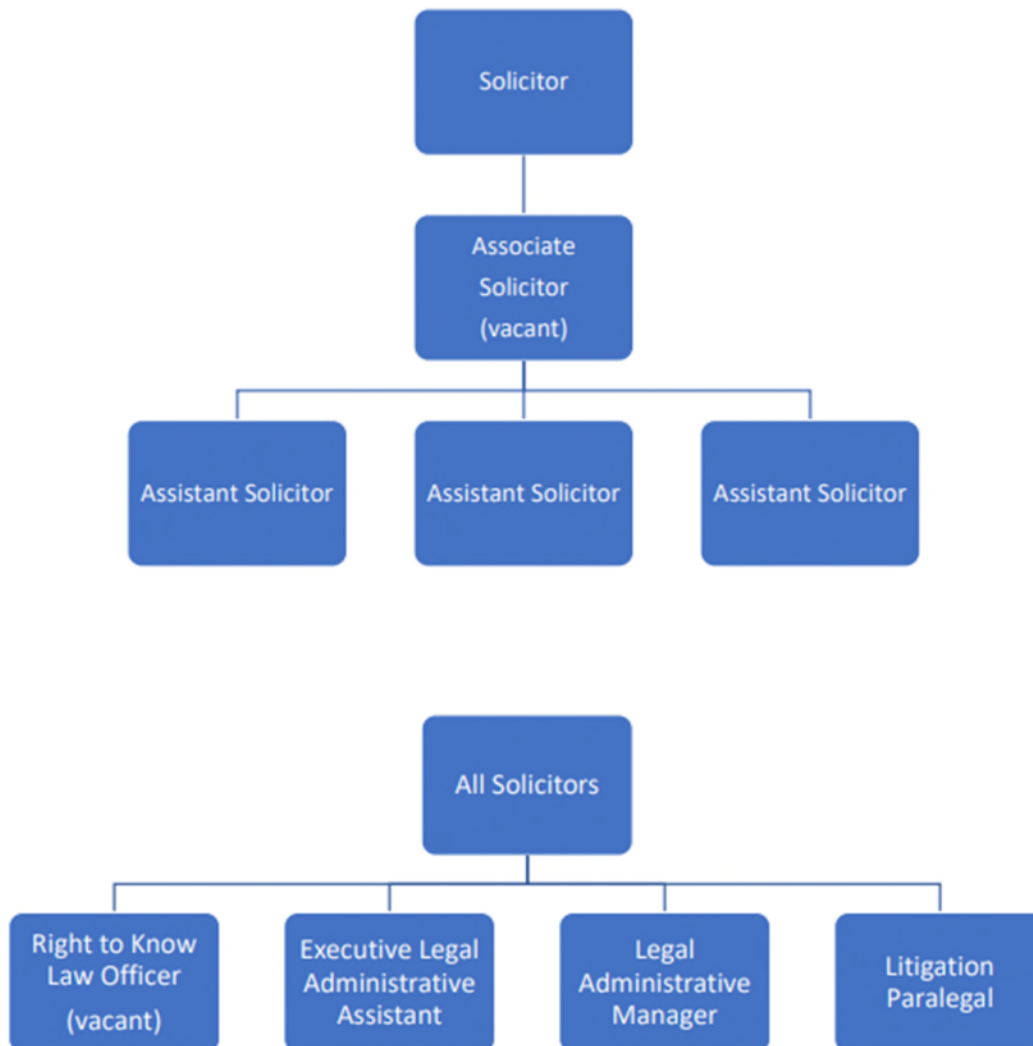 Solicitor
Associate
Solicitor
(vacant)
Assistant Solicitor
Assistant Solicitor
Assistant Solicitor
All Solicitors
Right to Know
Law Officer
(vacant)
Executive Legal
Administrative
Assistant
Legal
Administrative
Manager
Litigation
Paralegal